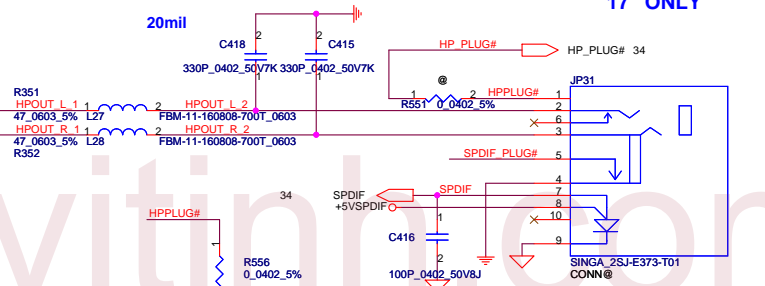 17" ONLY
20mil
2
2
C418
C415
HP_PLUG#
HP_PLUG# 34
330P_0402_50V7K
330P_0402_50V7K
1
1
@
JP31
R351
1
2
HPPLUG#
1
HPOUT_L_1
1
2
HPOUT_L_2
R551
0_0402_5%
2
47_0603_5%
L27
FBM-11-160808-700T_0603
6
HPOUT_R_1
1
2
HPOUT_R_2
3
47_0603_5%
L28
FBM-11-160808-700T_0603
R352
SPDIF_PLUG#
5
4
34
SPDIF
SPDIF
7
+5VSPDIF
8
HPPLUG#
1
10
C416
9
1
R556
2
SINGA_2SJ-E373-T01
0_0402_5%
100P_0402_50V8J
CONN@
vitinh.com